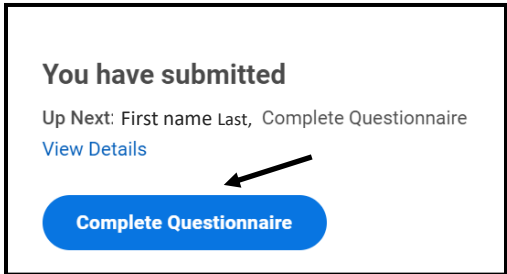 You have submitted
Up Next: First name Last, Complete Questionnaire
View Details
Complete Questionnaire